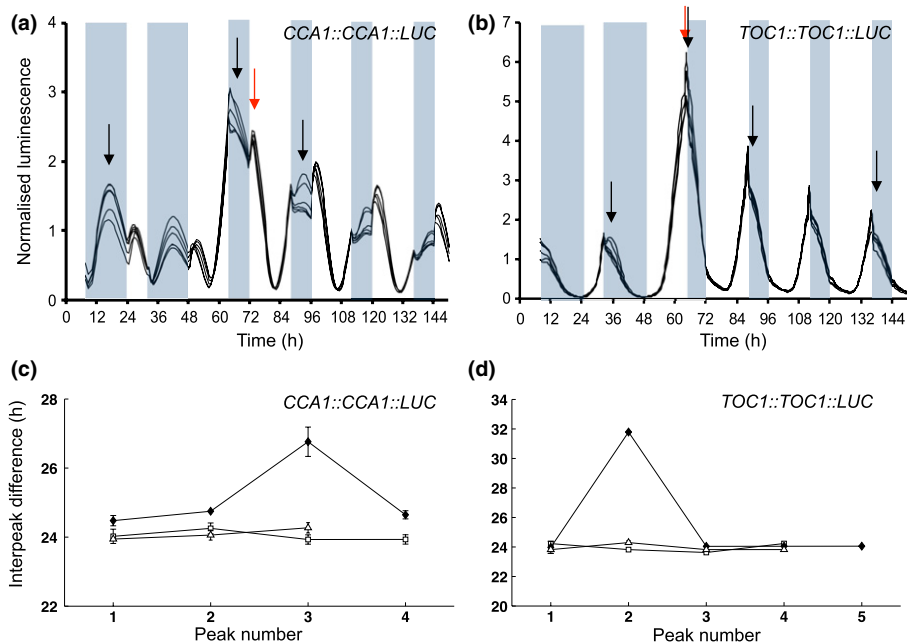 (a)
CCA1::CCA1::LUC
Normalised luminescence
4
3
2
1
0
0 12 24 36 48 60 72 84 96 108 120 132 144
Time (h)
(b)
TOC1::TOC1::LUC
7
6
5
4
3
2
1
0
0 12 24 36 48 60 72 84 96 108 120 132 144
Time (h)
(c)
CCA1::CCA1::LUC
Interpeak difference (h)
28
26
24
22
1 2 3 4
Peak number
(d)
TOC1::TOC1::LUC
34
32
30
28
26
24
22
20
1 2 3 4 5
Peak number